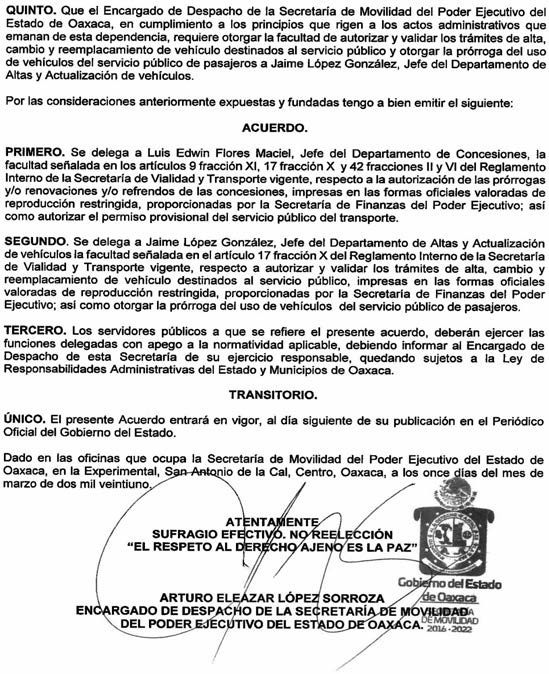 QUINTO. Que el Encargado de Despacho de la Secretaría de Movilidad del Poder Ejecutivo del
Estado de Oaxaca, en cumplimiento a los principios que rigen a los actos administrativos que
emanan de esta dependencia, requiere otorgar la facultad de autorizar y validar los trámites de alta,
cambio y reemplacamiento de vehículo destinados al servicio público y otorgar la prórroga del uso
de vehículos del servicio público de pasajeros a Jaime López González, Jefe del Departamento de
Altas y Actualización de vehículos.
Por las consideraciones anteriormente expuestas y fundadas tengo a bien emitir el siguiente:
ACUERDO.
PRIMERO. Se delega a Luis Edwin Flores Maciel, Jefe del Departamento de Concesiones, la
facultad señalada en los artículos 9 fracción XI, 17 fracción X y 42 fracciones II y VI del Reglamento
Interno de la Secretaría de Vialidad y Transporte vigente, respecto a la autorización de las prórrogas
y/o renovaciones y/o refrendos de las concesiones, impresas en las formas oficiales valoradas de
reproducción restringida, proporcionadas por la Secretaría de Finanzas del Poder Ejecutivo; así
como autorizar el permiso provisional del servicio público del transporte.
SEGUNDO. Se delega a Jaime López González, Jefe del Departamento de Altas y Actualización
de vehículos la facultad señalada en el artículo 17 fracción X del Reglamento Interno de la Secretaría
de Vialidad y Transporte vigente, respecto a autorizar y validar los trámites de alta, cambio y
reemplacamiento de vehículo destinados al servicio público, impresas en las formas oficiales
valoradas de reproducción restringida, proporcionadas por la Secretaría de Finanzas del Poder
Ejecutivo; así como otorgar la prórroga del uso de vehículos del servicio público de pasajeros.
TERCERO. Los servidores públicos a que se refiere el presente acuerdo, deberán ejercer las
funciones delegadas con apego a la normatividad aplicable, debiendo informar al Encargado de
Despacho de esta Secretaría de su ejercicio responsable, quedando sujetos a la Ley de
Responsabilidades Administrativas del Estado y Municipios de Oaxaca.
TRANSITORIO.
ÚNICO. El presente Acuerdo entrará en vigor, al día siguiente de su publicación en el Periódico
Oficial del Gobierno del Estado.
Dado en las oficinas que ocupa la Secretaría de Movilidad del Poder Ejecutivo del Estado de
Oaxaca, en la Experimental, San Antonio de la Cal, Centro, Oaxaca, a los once días del mes de
marzo de dos mil veintiuno.
ATENTAMENTE
SUFRAGIO EFECTIVO. NO REELECCIÓN
"EL RESPETO AL DERECHO AJENO ES LA PAZ"
Gobierno del Estado
de Oaxaca
ARTURO ELEÁZAR LÓPEZ SORROZA
ENCARGADO DE DESPACHO DE LA SECRETARÍA DE MOVILIDAD
DE MOVILIDAD
DEL PODER EJECUTIVO DEL ESTADO DE OAXACA.
2016 - 2022